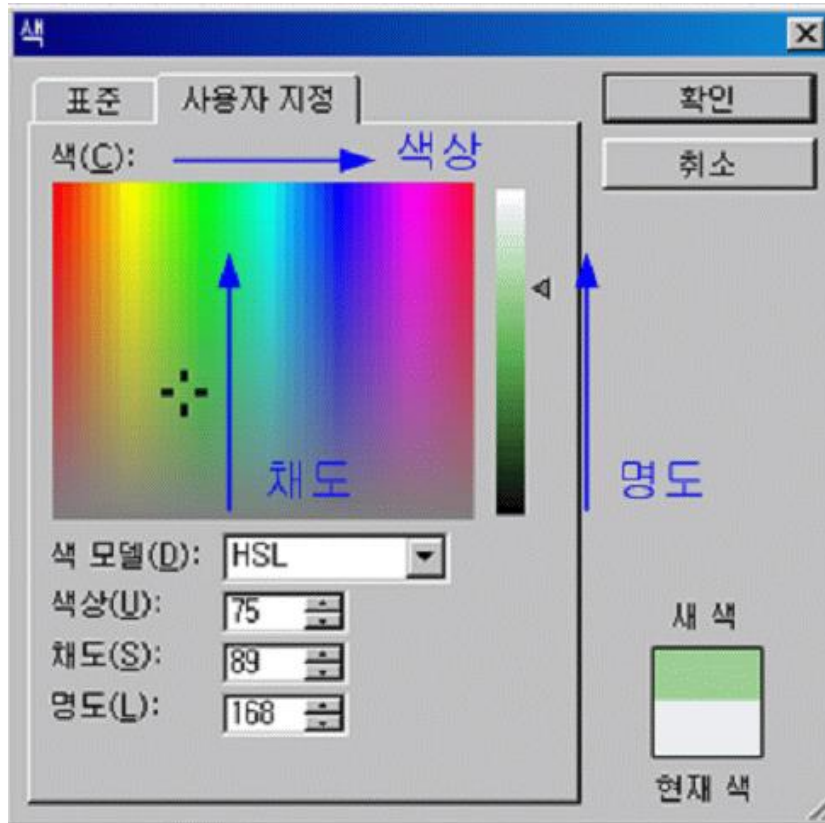 색
표준
사용자 지정
확인
색(C):
색상
취소
채도
명도
색 모델(D):
HSL
색상(U):
75
채도(S):
89
명도(L):
168
새 색
현재 색